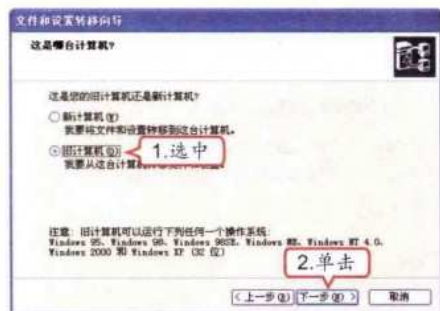 文件和设置转移向导
这是哪台计算机?
这是您的旧计算机还是新计算机?
新计算机(N)
我要将文件和设置转移到这台计算机。
旧计算机(O)
1.选中
我要从这台计算机
注意: 旧计算机可以运行下列任何一个操作系统:
Windows 95、Windows 98、Windows 98SE、Windows ME、Windows NT 4.0、
Windows 2000 和 Windows XP (32 位)
2.单击
<上一步(B) 下一步(N)> 取消